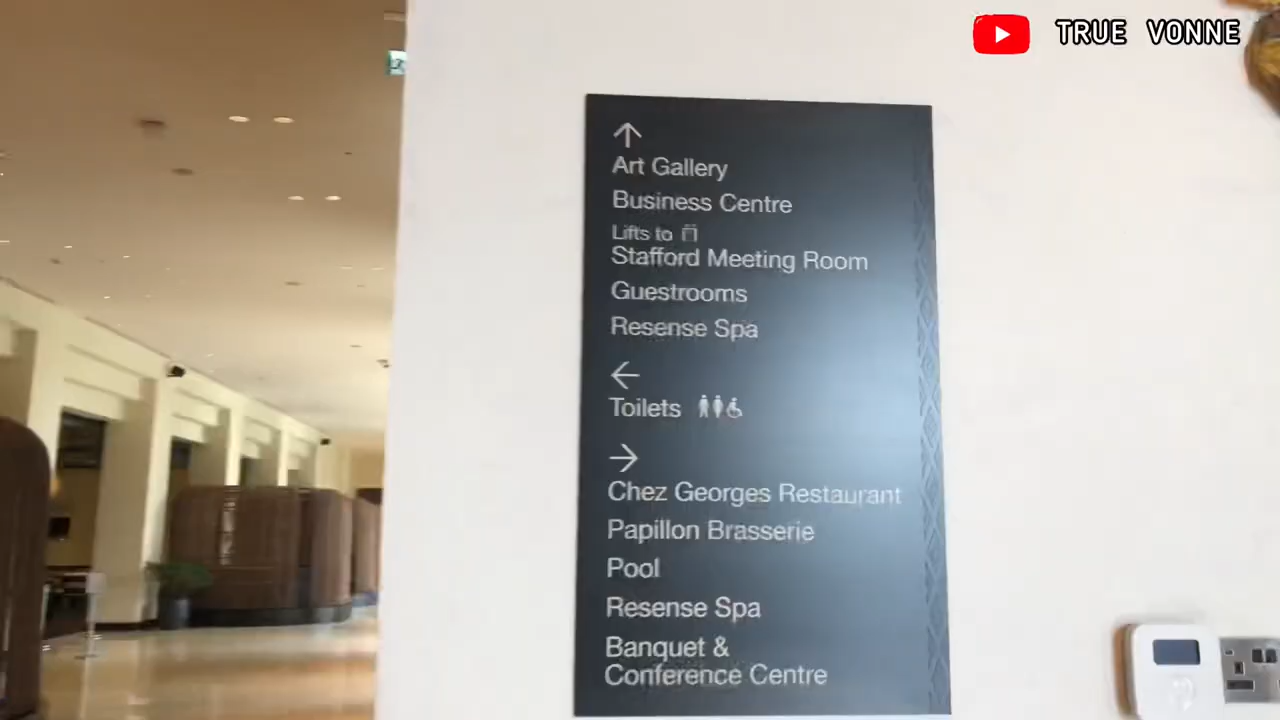 TRUE VONNE
Art Gallery
Business Centre
Lifts to
Stafford Meeting Room
Guestrooms
Resense Spa
Toilets
Chez Georges Restaurant
Papillon Brasserie
Pool
Resense Spa
Banquet &
Conference Centre